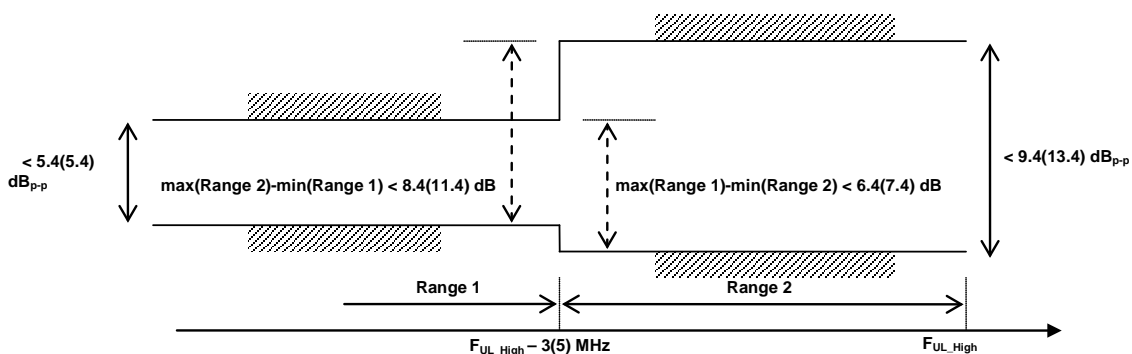 < 5.4(5.4)
dBp-p
max(Range 2)-min(Range 1) < 8.4(11.4) dB
max(Range 1)-min(Range 2) < 6.4(7.4) dB
< 9.4(13.4) dBp-p
Range 1
Range 2
FUL_High – 3(5) MHz
FUL_High